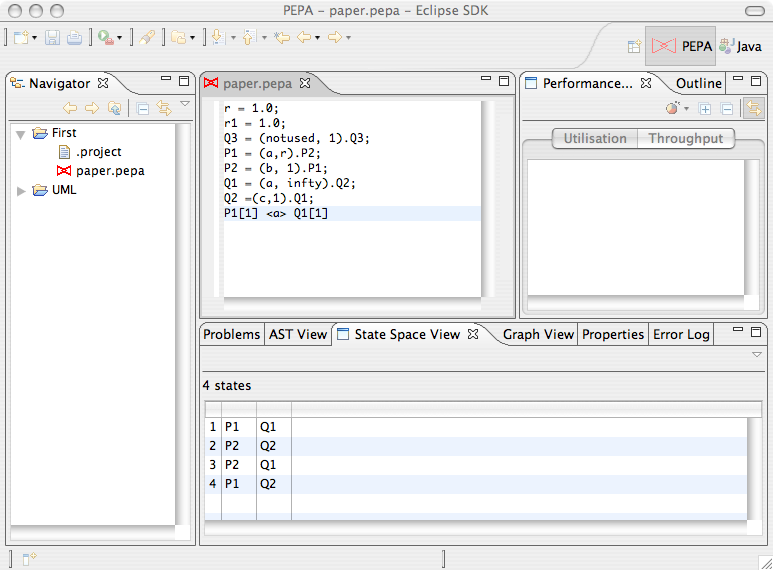 PEPA – paper.pepa – Eclipse SDK
PEPA Java
Navigator
First
.project
paper.pepa
UML
paper.pepa
r = 1.0;
r1 = 1.0;
Q3 = (notused, 1).Q3;
P1 = (a,r).P2;
P2 = (b, 1).P1;
Q1 = (a, infty).Q2;
Q2 =(c,1).Q1;
P1[1] <a> Q1[1]
Performance... Outline
Utilisation Throughput
Problems AST View State Space View Graph View Properties Error Log
4 states
1 P1 Q1
2 P2 Q2
3 P2 Q1
4 P1 Q2